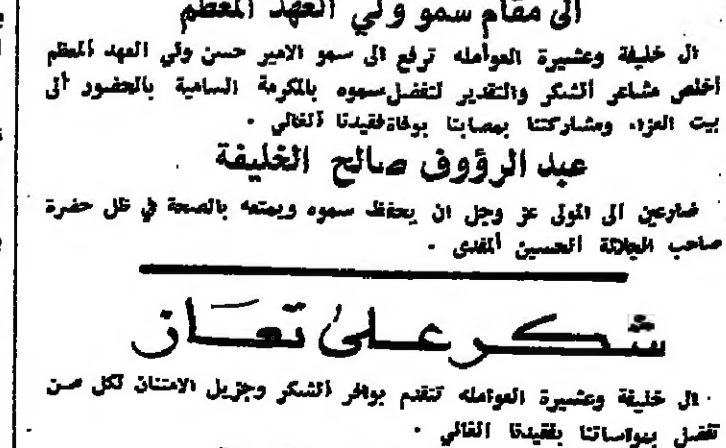 الى مقام سمو ولي العهد المعظم
ال خليفة وعشيرة العوامله ترفع الى سمو الامير حسن ولي العهد المعظم
أخلص مشاعر الشكر والتقدير لتفضل سموه بالمكرمة السامية بالحضور الى
بيت العزاء ومشاركتنا بمصابنا بوفاة فقيدنا الغالي .
عبد الرؤوف صالح الخليفة
ضارعين الى المولى عز وجل ان يحفظ سموه ويمتعه بالصحة في ظل حضرة
صاحب الجلالة الحسين المفدى .
شكر على تعاز
ال خليفة وعشيرة العوامله تتقدم بوافر الشكر وجزيل الامتنان لكل من
تفضل بمواساتنا بفقيدنا الغالي .